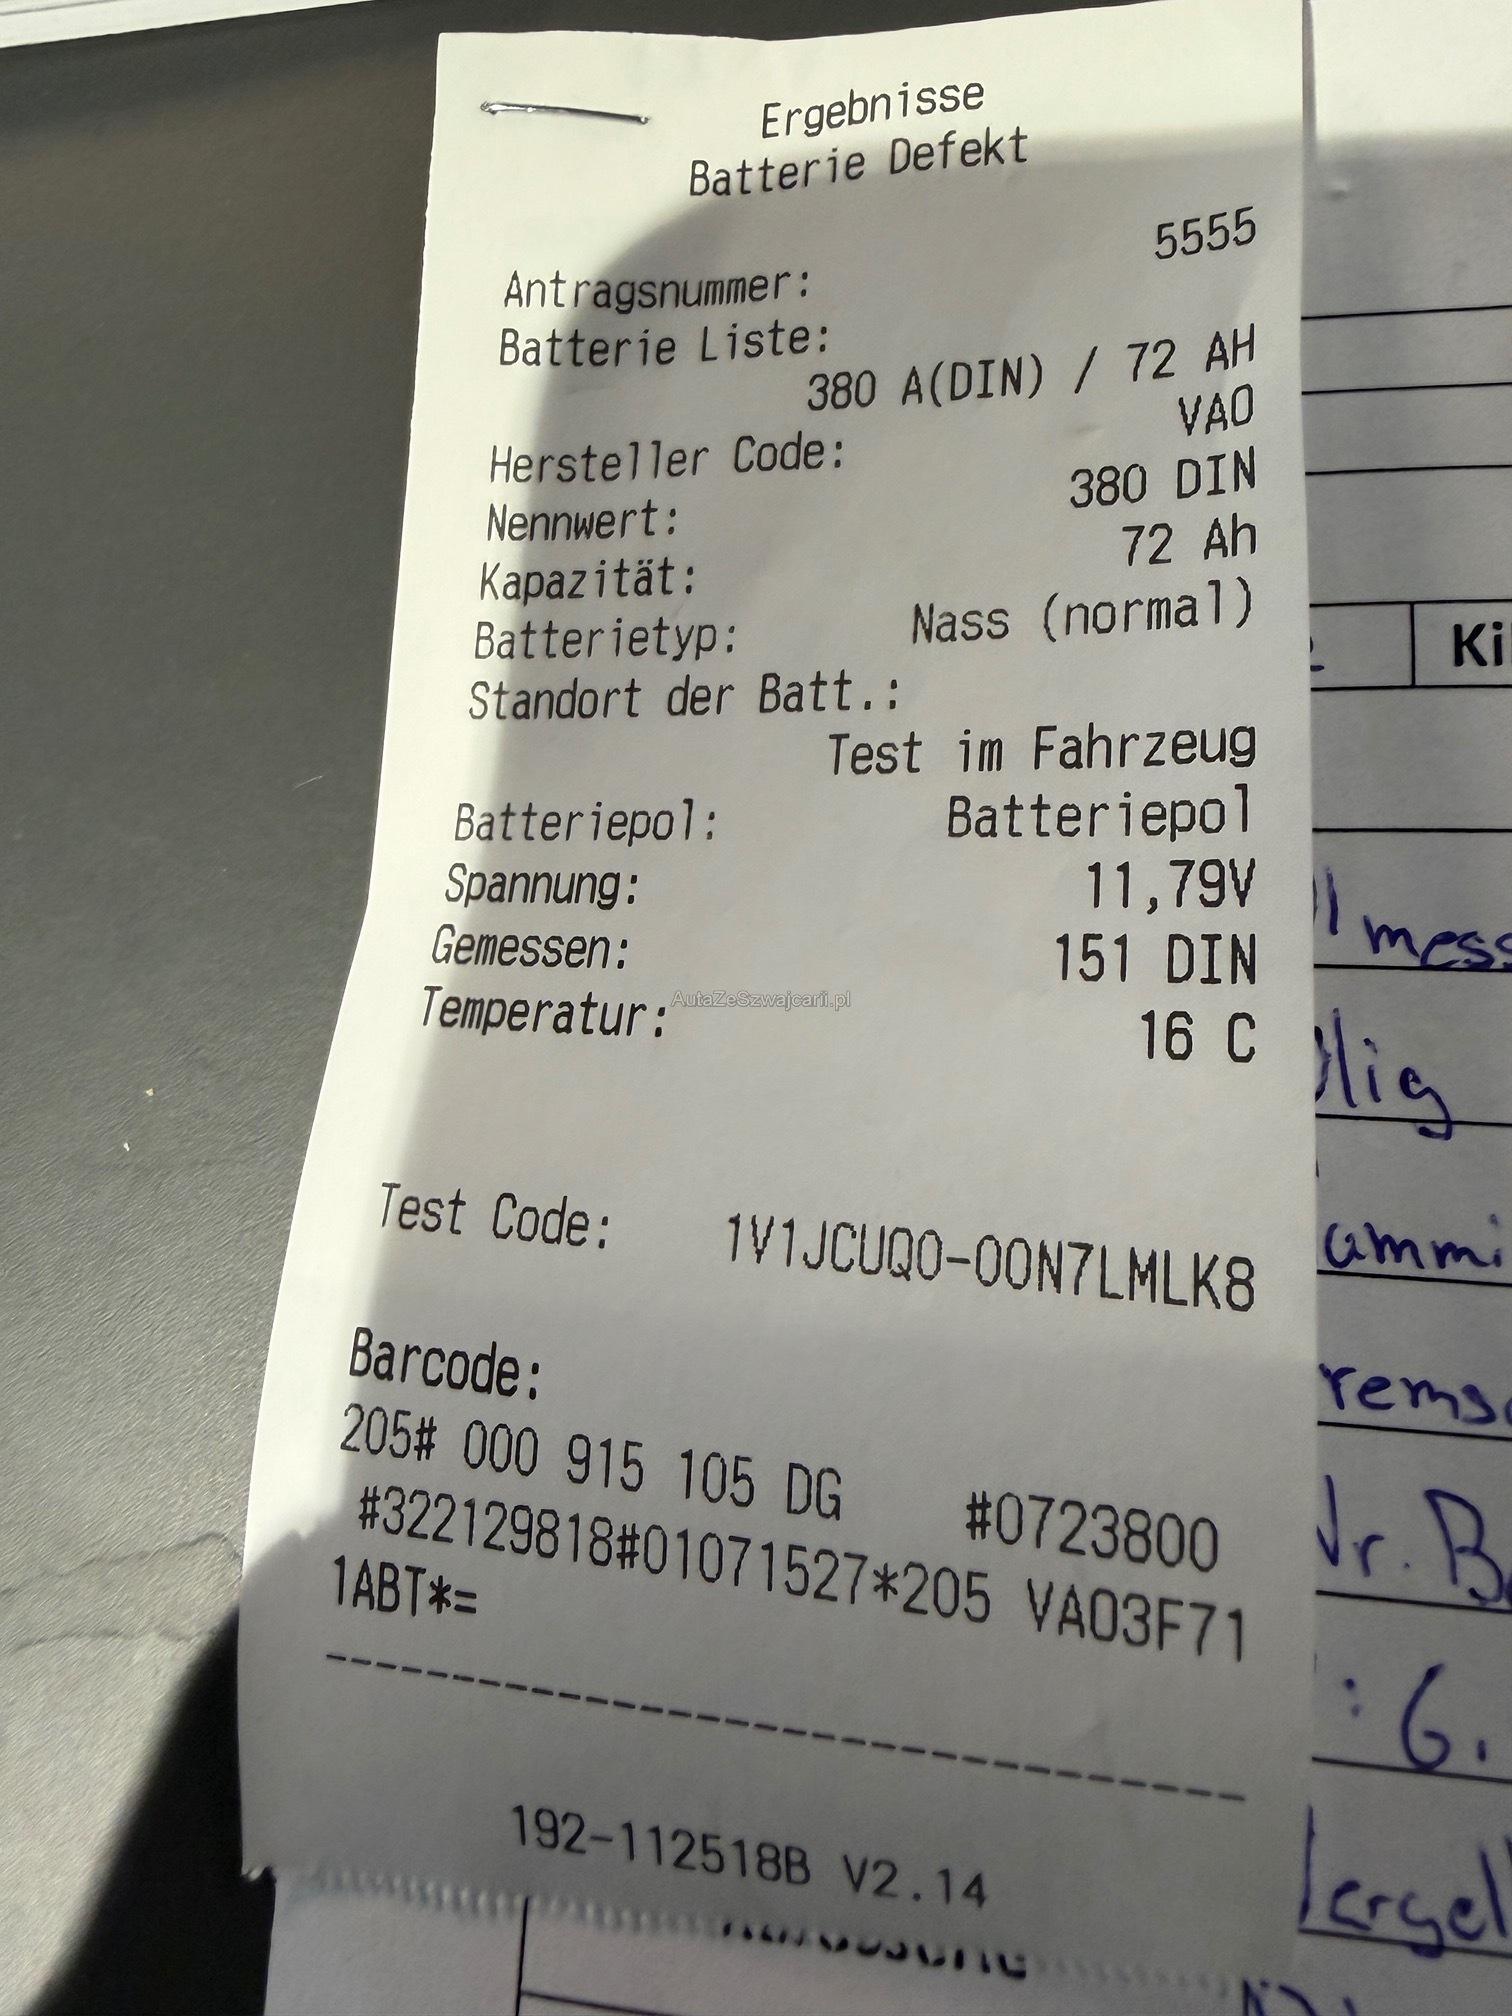 Ergebnisse
Batterie Defekt
5555
Antragsnummer:
Batterie Liste:
380 A(DIN) / 72 AH
Hersteller Code: VA0
Nennwert: 380 DIN
Kapazität: 72 Ah
Batterietyp: Nass (normal)
Standort der Batt.:
Test im Fahrzeug
Batteriepol: Batteriepol
Spannung: 11,79V
Gemessen: 151 DIN
Temperatur: 16 C
AutaZeSzwajcarii.pl
Test Code: 1V1JCUQ0-00N7LMLK8
Barcode:
205# 000 915 105 DG #0723800
#322129818#01071527*205 VA03F71
1ABT*=
192-112518B V2.14
Ki
mess
6.